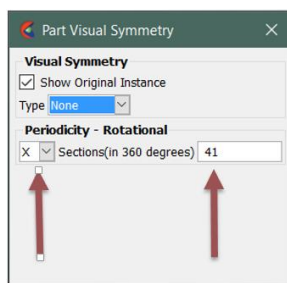 Part Visual Symmetry
Visual Symmetry
Show Original Instance
Type None
Periodicity - Rotational
X Sections(in 360 degrees) 41